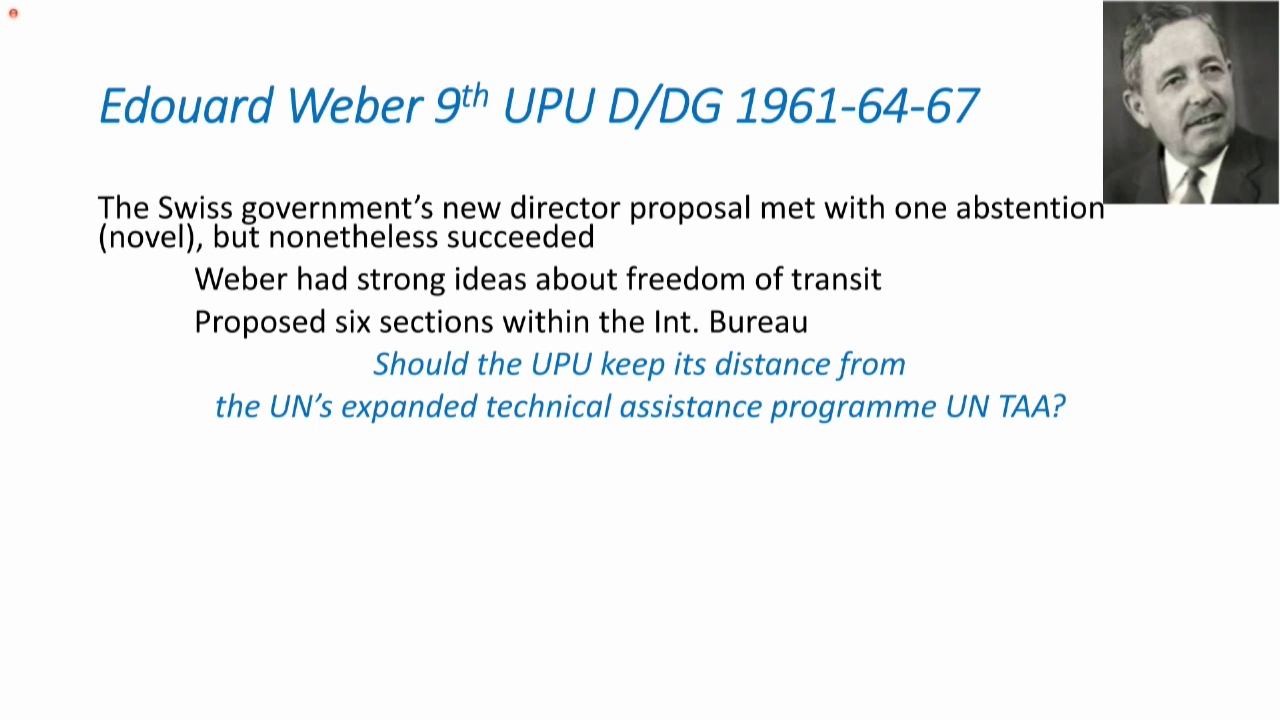 Edouard Weber 9th UPU D/DG 1961-64-67
The Swiss government’s new director proposal met with one abstention
(novel), but nonetheless succeeded
Weber had strong ideas about freedom of transit
Proposed six sections within the Int. Bureau
Should the UPU keep its distance from
the UN’s expanded technical assistance programme UN TAA?